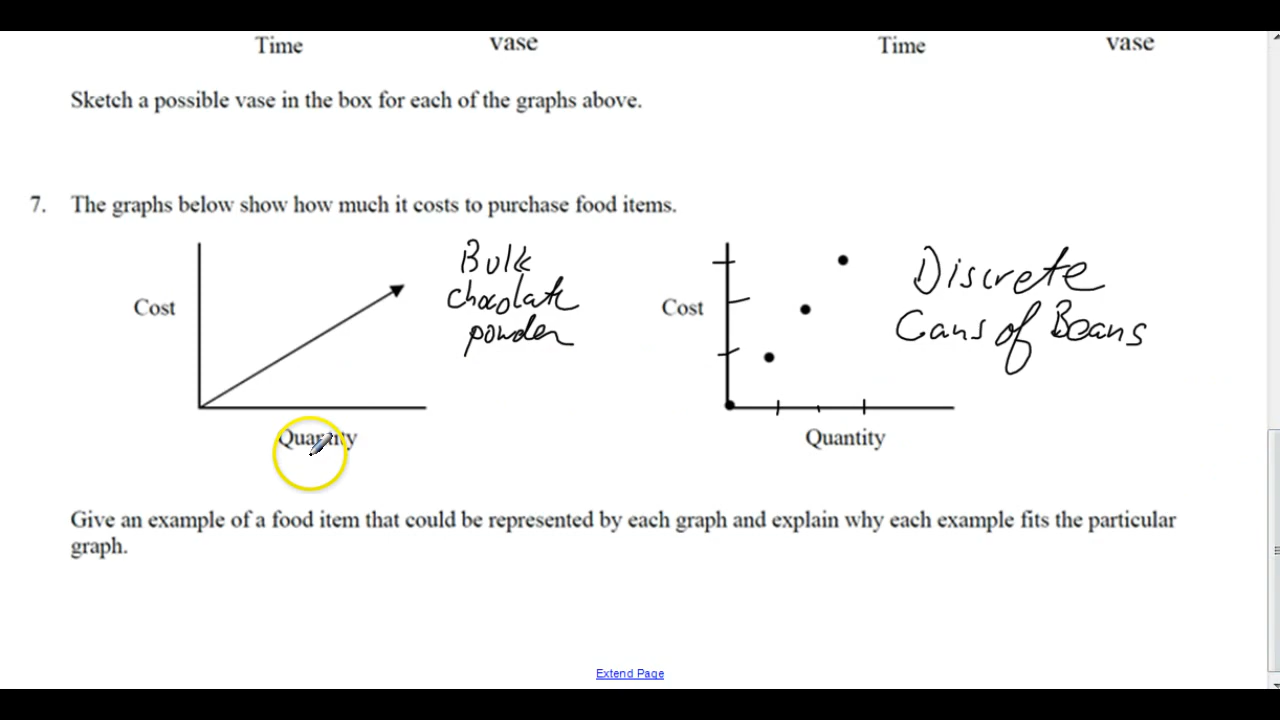 Time vase Time vase
Sketch a possible vase in the box for each of the graphs above.
7. The graphs below show how much it costs to purchase food items.
Cost
Bulk
chocolate
powder
Quantity
Cost
Discrete
Cans of Beans
Quantity
Give an example of a food item that could be represented by each graph and explain why each example fits the particular
graph.
Extend Page